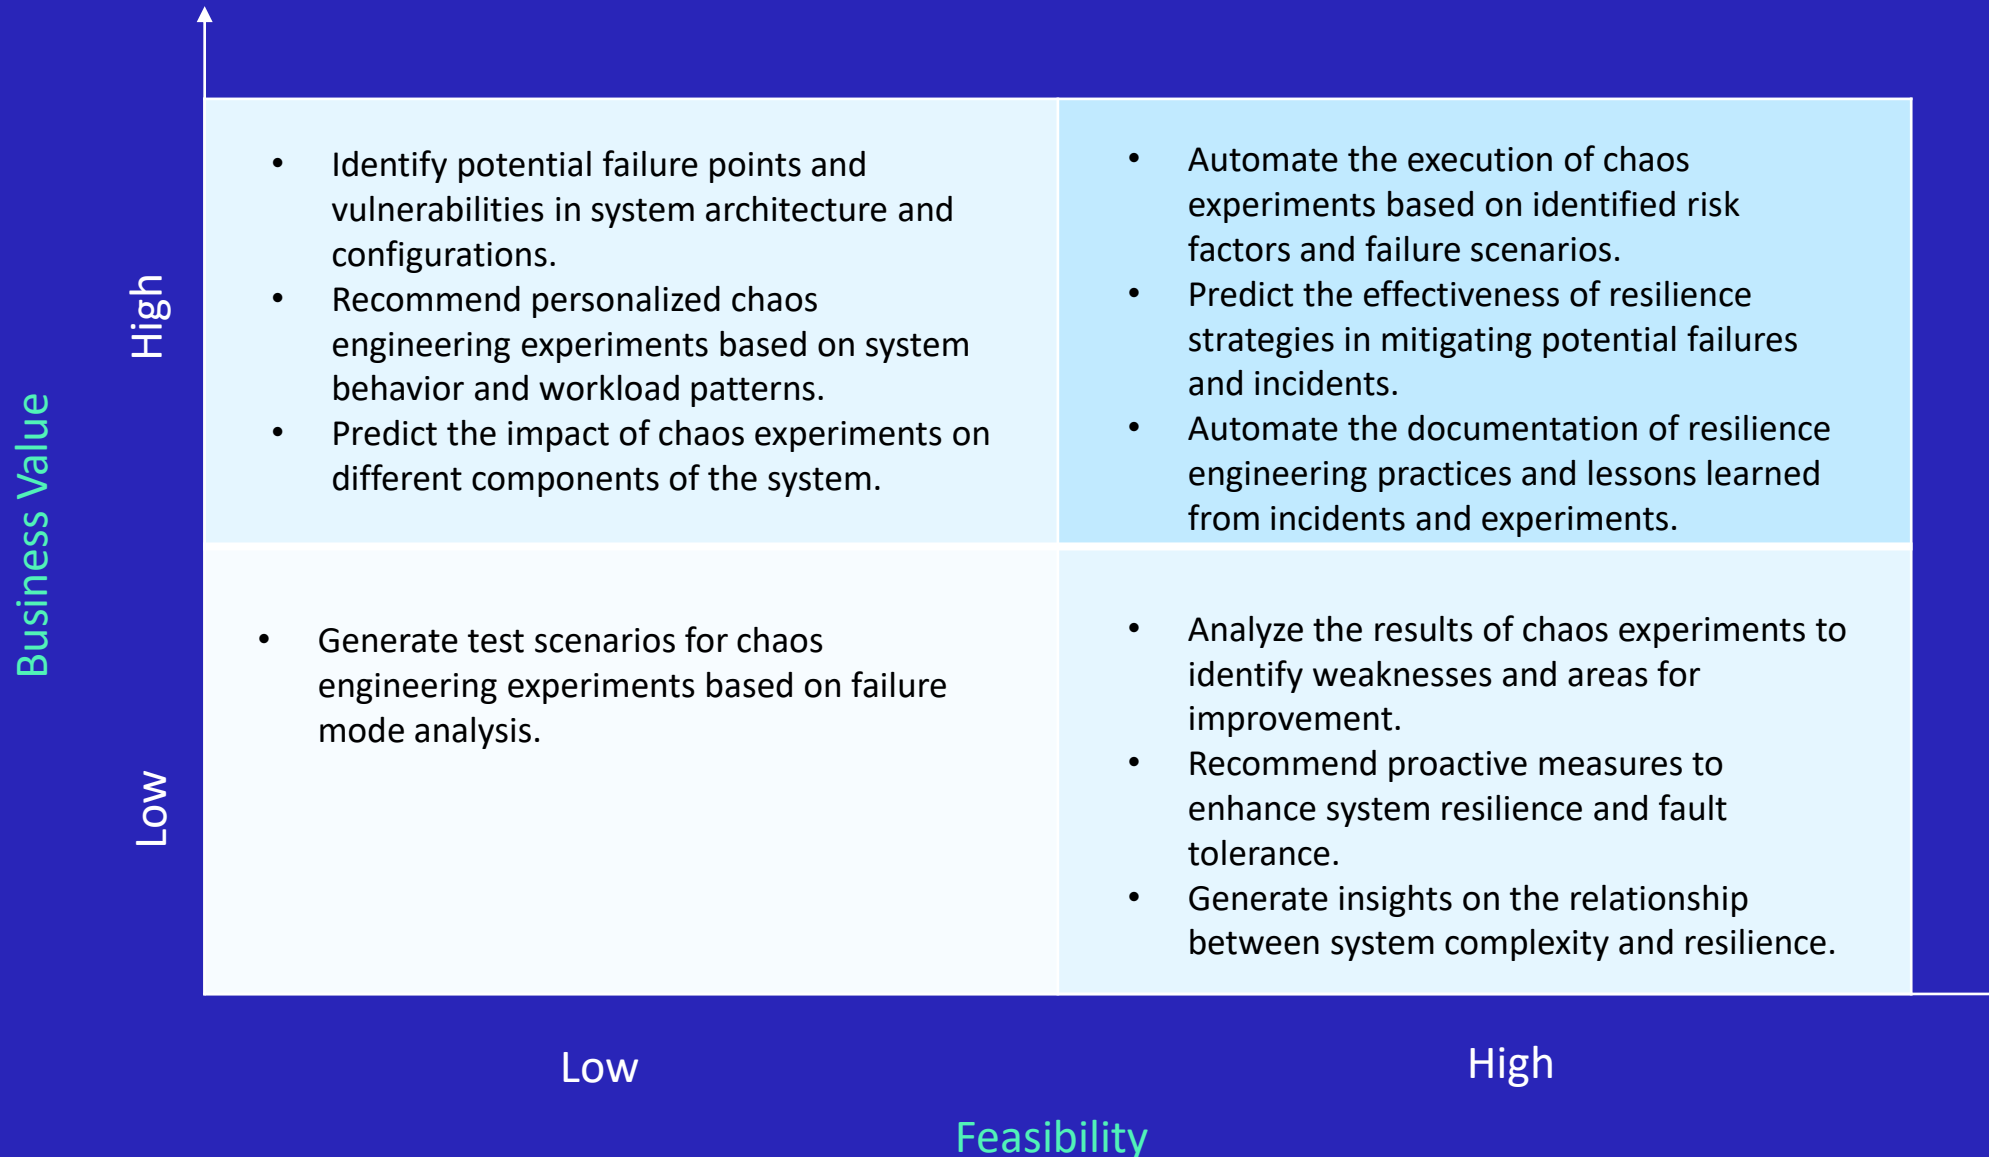 Business Value
High
Low
• Identify potential failure points and
vulnerabilities in system architecture and
configurations.
• Recommend personalized chaos
engineering experiments based on system
behavior and workload patterns.
• Predict the impact of chaos experiments on
different components of the system.
• Automate the execution of chaos
experiments based on identified risk
factors and failure scenarios.
• Predict the effectiveness of resilience
strategies in mitigating potential failures
and incidents.
• Automate the documentation of resilience
engineering practices and lessons learned
from incidents and experiments.
• Generate test scenarios for chaos
engineering experiments based on failure
mode analysis.
• Analyze the results of chaos experiments to
identify weaknesses and areas for
improvement.
• Recommend proactive measures to
enhance system resilience and fault
tolerance.
• Generate insights on the relationship
between system complexity and resilience.
Low
High
Feasibility